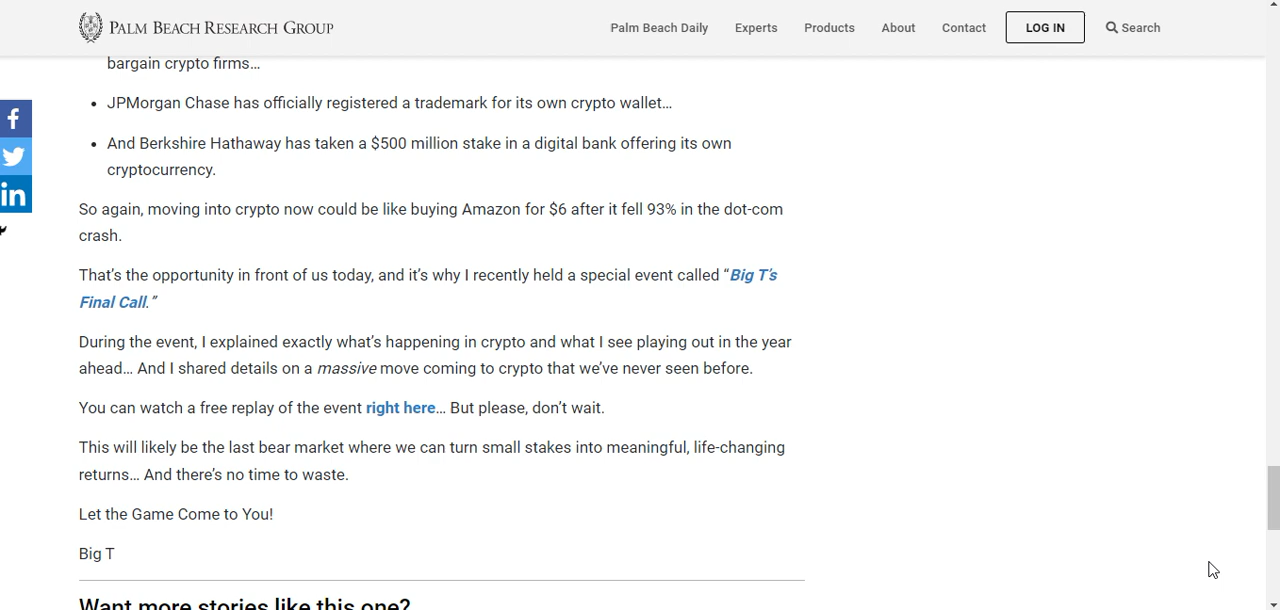 PALM BEACH RESEARCH GROUP
Palm Beach Daily Experts Products About Contact LOG IN Search
bargain crypto firms…
• JPMorgan Chase has officially registered a trademark for its own crypto wallet…
• And Berkshire Hathaway has taken a $500 million stake in a digital bank offering its own
cryptocurrency.
So again, moving into crypto now could be like buying Amazon for $6 after it fell 93% in the dot-com
crash.
That's the opportunity in front of us today, and it's why I recently held a special event called “Big T's
Final Call.”
During the event, I explained exactly what's happening in crypto and what I see playing out in the year
ahead… And I shared details on a massive move coming to crypto that we've never seen before.
You can watch a free replay of the event right here… But please, don't wait.
This will likely be the last bear market where we can turn small stakes into meaningful, life-changing
returns… And there's no time to waste.
Let the Game Come to You!
Big T
Want more stories like this one?